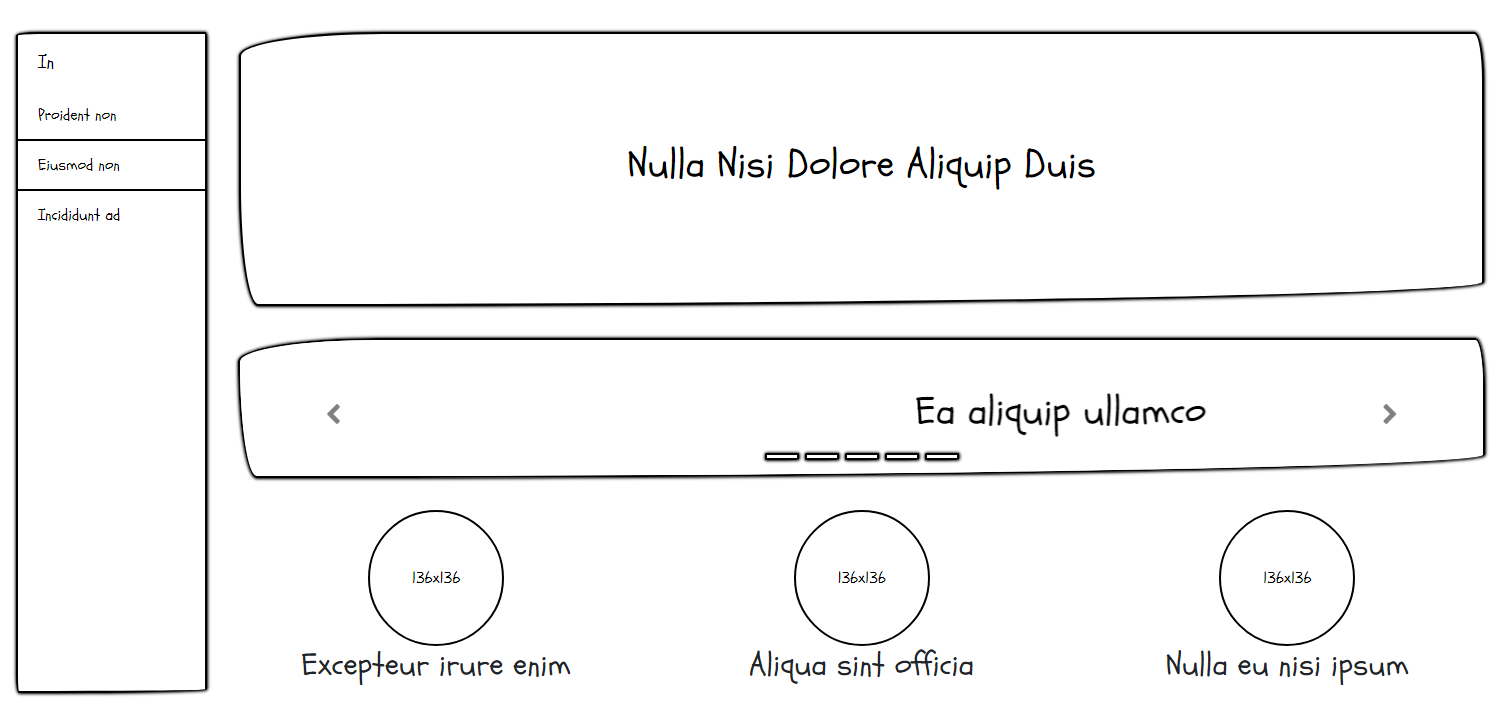 In
Proident non
Eiusmod non
Incididunt ad
Nulla Nisi Dolore Aliquip Duis
Ea aliquip ullamco
136x136
Excepteur irure enim
136x136
Aliqua sint officia
136x136
Nulla eu nisi ipsum